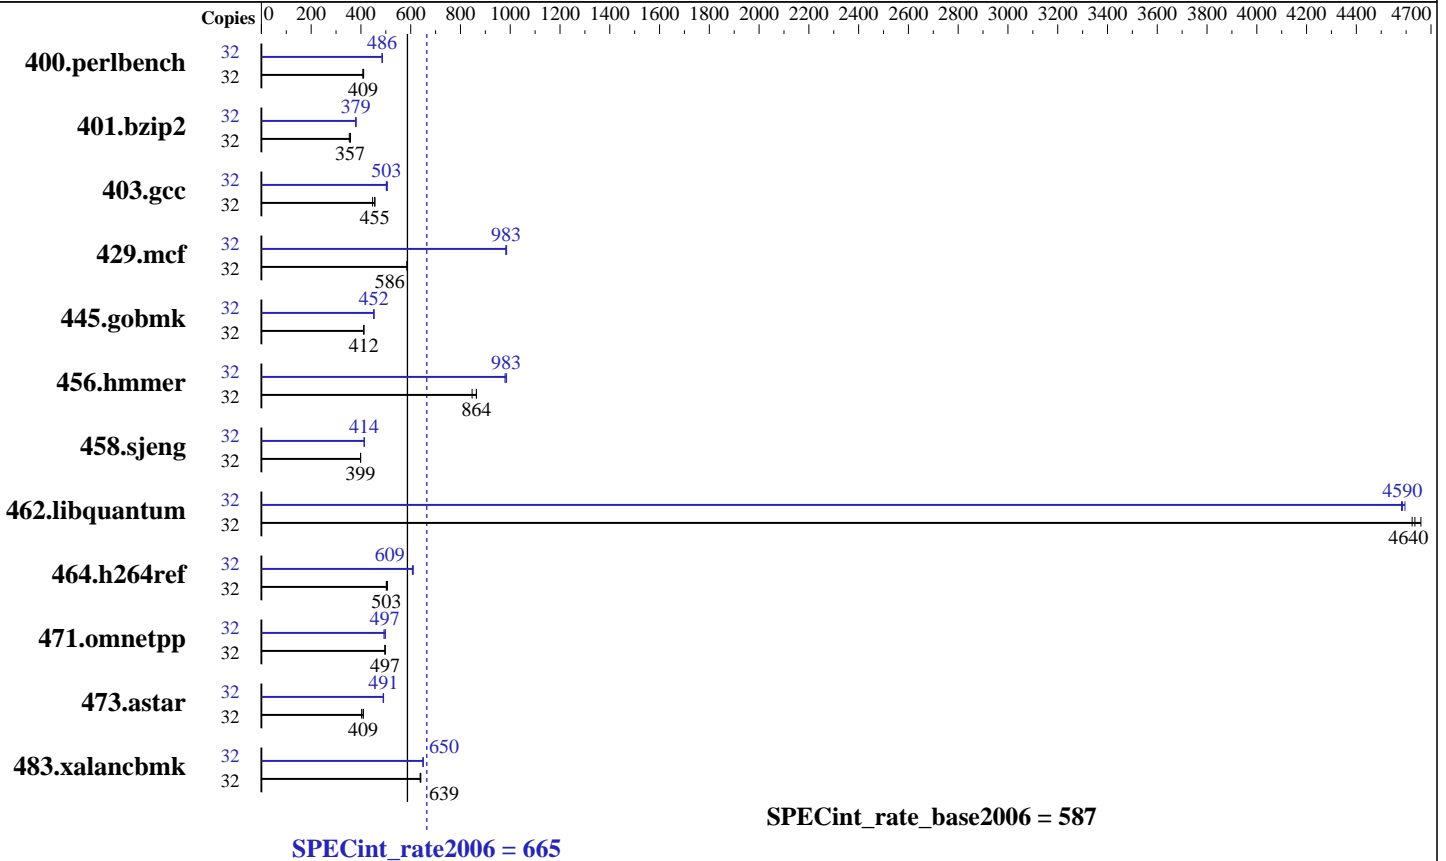 Copies 0 200 400 600 800 1000 1200 1400 1600 1800 2000 2200 2400 2600 2800 3000 3200 3400 3600 3800 4000 4200 4400 4700
400.perlbench 32 486
32 409
401.bzip2 32 379
32 357
403.gcc 32 503
32 455
429.mcf 32 983
32 586
445.gobmk 32 452
32 412
456.hmmer 32 983
32 864
458.sjeng 32 414
32 399
462.libquantum 32 4590
32 4640
464.h264ref 32 609
32 503
471.omnetpp 32 497
32 497
473.astar 32 491
32 409
483.xalancbmk 32 650
32 639
SPECint_rate_base2006 = 587
SPECint_rate2006 = 665